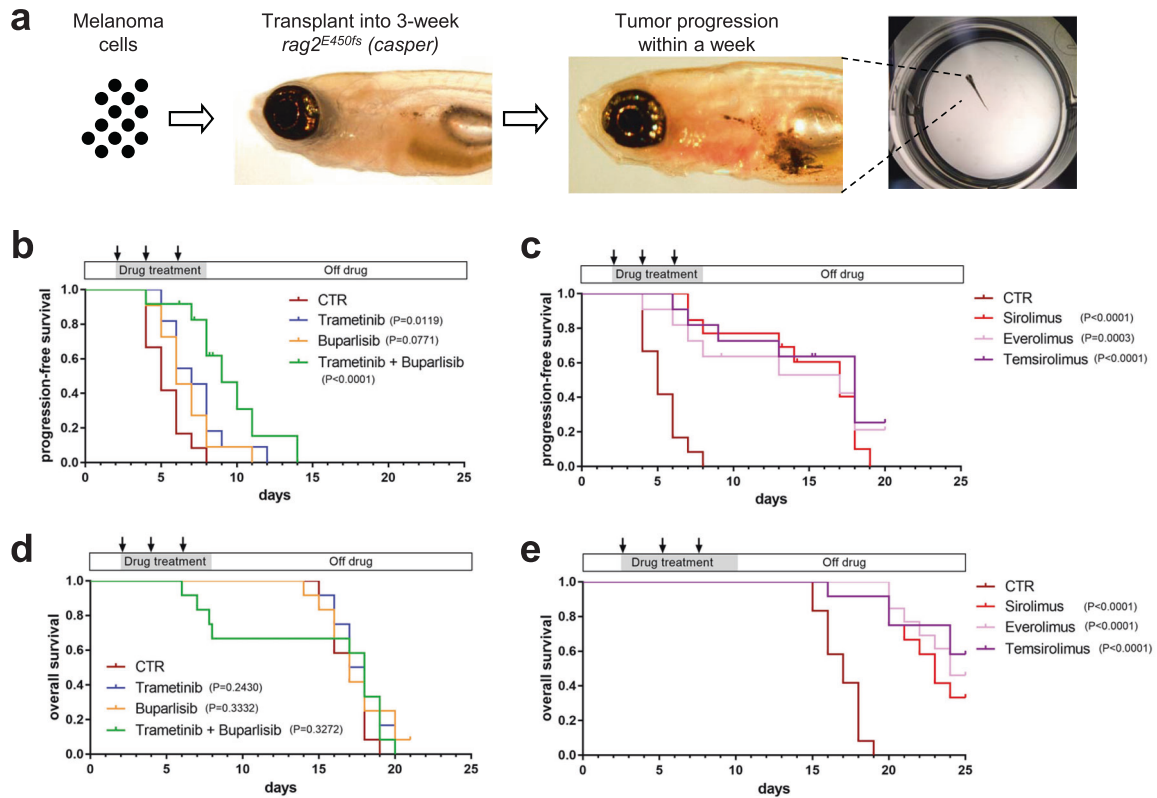 a
Melanoma
cells
Transplant into 3-week
rag2E450fs (casper)
Tumor progression
within a week
b
Drug treatment
Off drug
progression-free survival
1.0
0.8
0.6
0.4
0.2
0.0
0
5
10
15
20
25
days
CTR
Trametinib (P=0.0119)
Buparlisib (P=0.0771)
Trametinib + Buparlisib
(P<0.0001)
c
Drug treatment
Off drug
progression-free survival
1.0
0.8
0.6
0.4
0.2
0.0
0
5
10
15
20
25
days
CTR
Sirolimus (P<0.0001)
Everolimus (P=0.0003)
Temsirolimus (P<0.0001)
d
Drug treatment
Off drug
overall survival
1.0
0.8
0.6
0.4
0.2
0.0
0
5
10
15
20
25
days
CTR
Trametinib (P=0.2430)
Buparlisib (P=0.3332)
Trametinib + Buparlisib (P=0.3272)
e
Drug treatment
Off drug
overall survival
1.0
0.8
0.6
0.4
0.2
0.0
0
5
10
15
20
25
days
CTR
Sirolimus (P<0.0001)
Everolimus (P<0.0001)
Temsirolimus (P<0.0001)